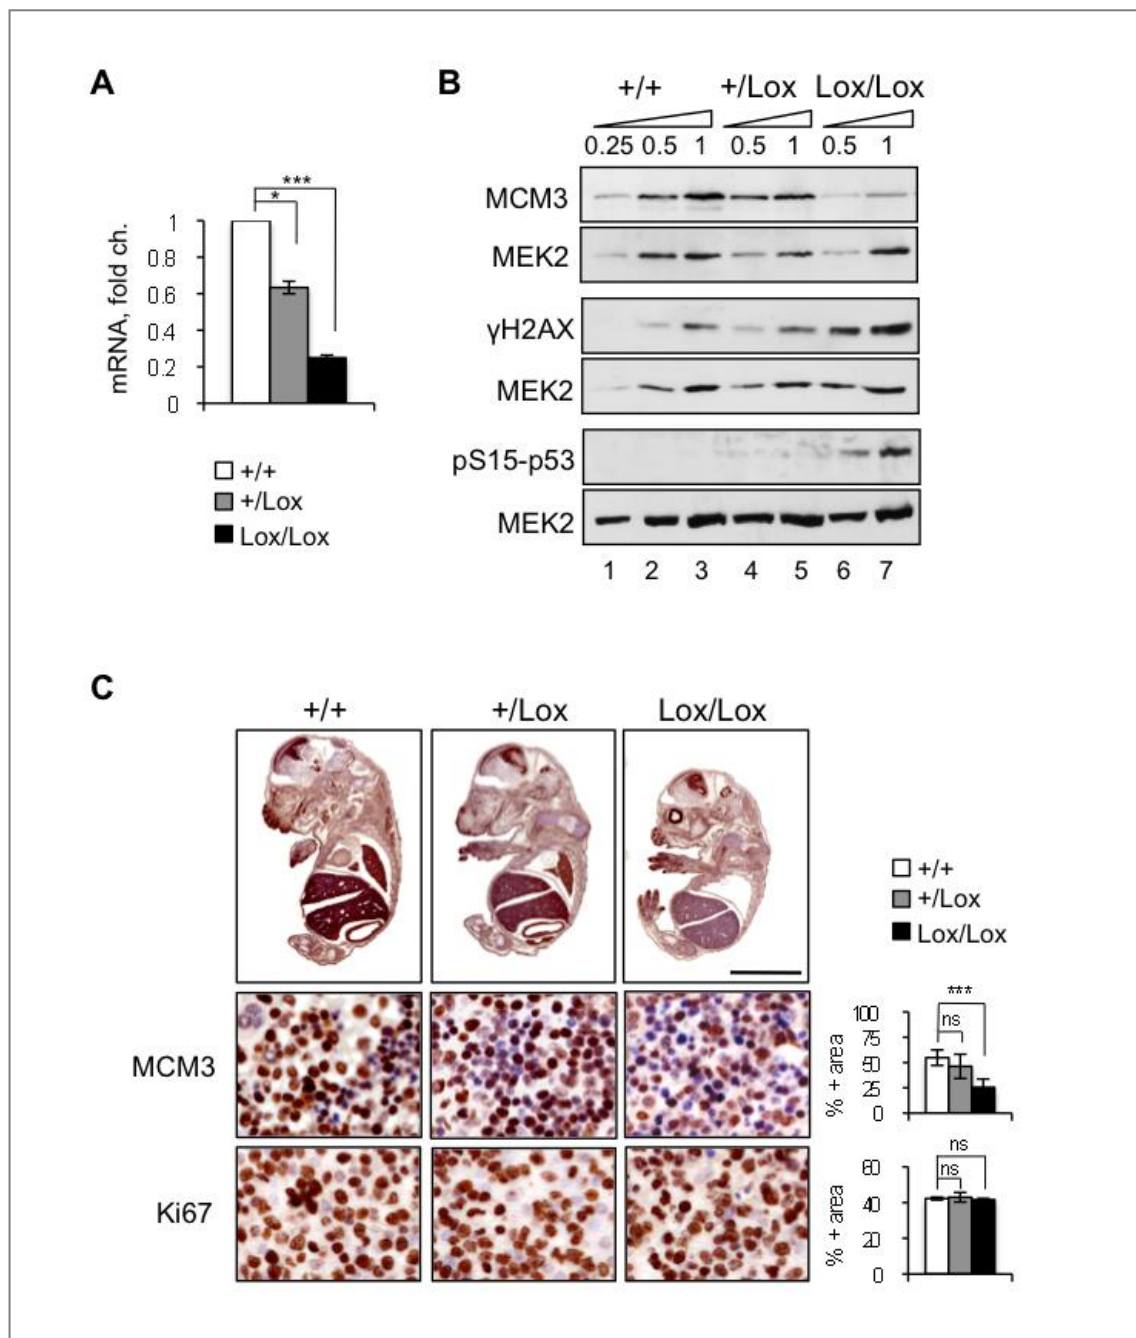 A
***
*
mRNA, fold ch.
1
0.8
0.6
0.4
0.2
0
+/+
+/Lox
Lox/Lox
B
+/+ +/Lox Lox/Lox
0.25 0.5 1 0.5 1 0.5 1
MCM3
MEK2
γH2AX
MEK2
pS15-p53
MEK2
1 2 3 4 5 6 7
C
+/+ +/Lox Lox/Lox
+/+
+/Lox
Lox/Lox
MCM3
***
ns
% + area
100
75
50
25
0
Ki67
ns
ns
% + area
60
40
20
0